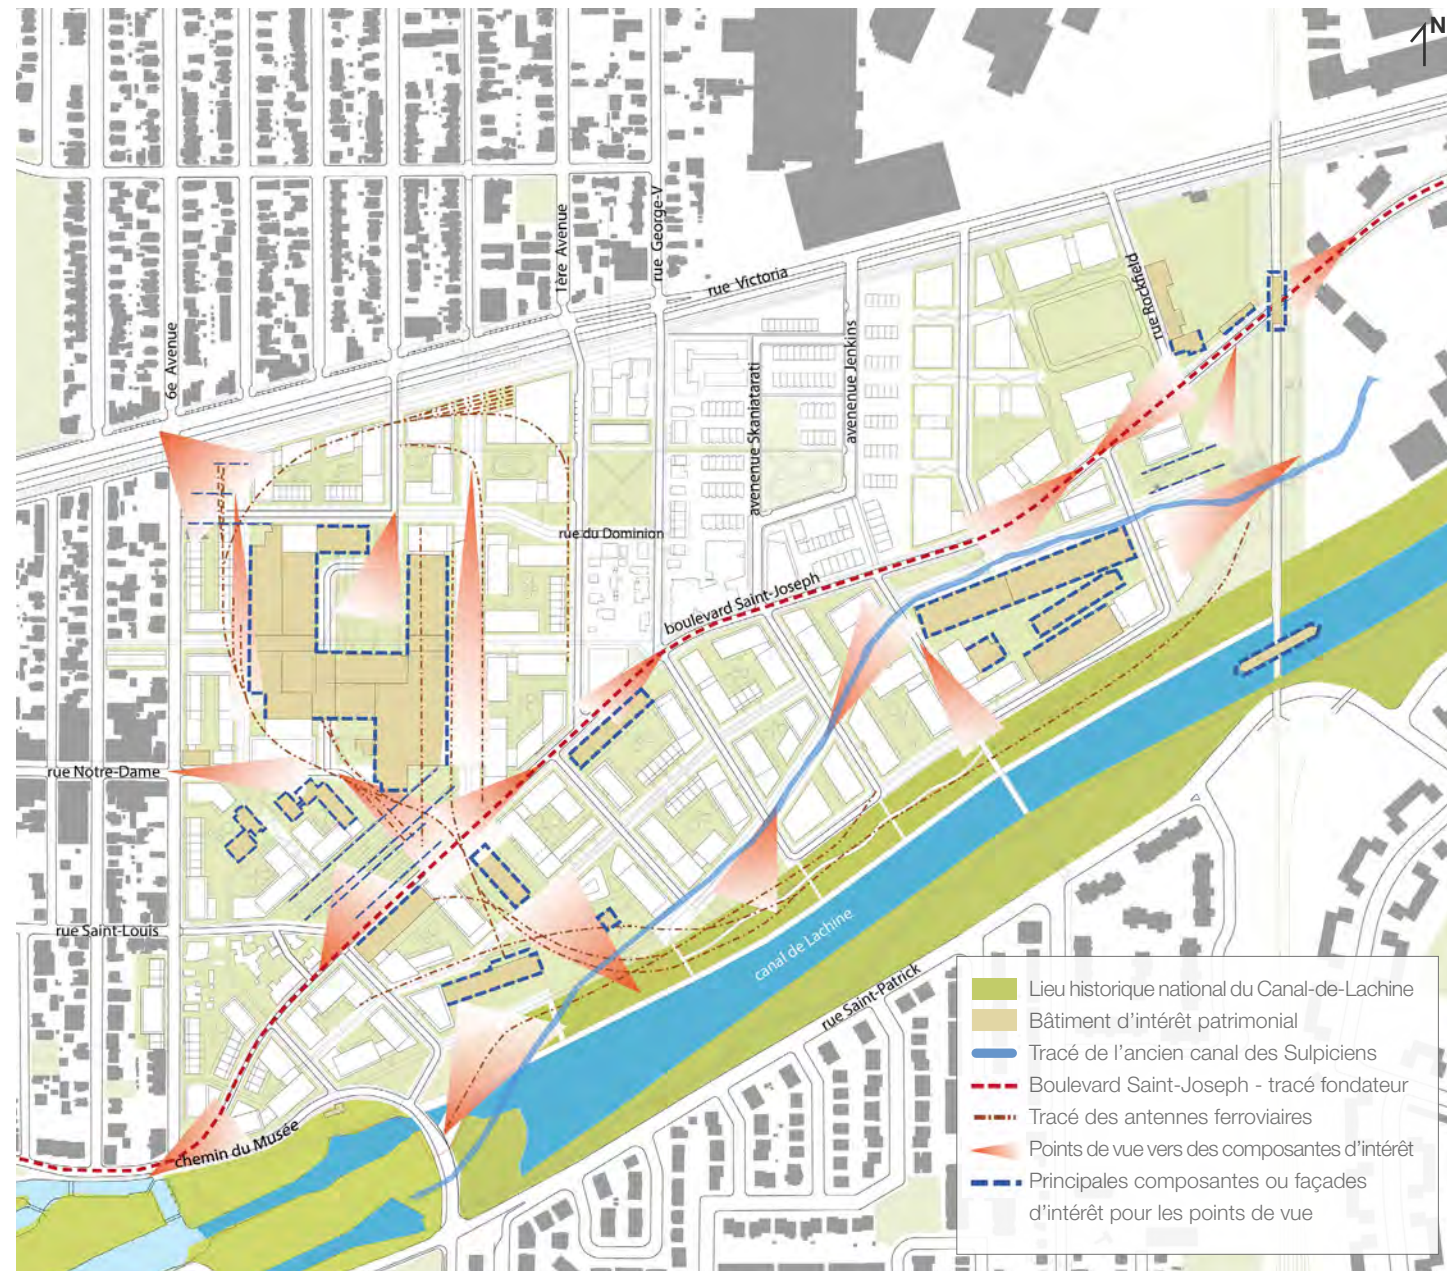 N
1ère Avenue
rue George-V
rue Victoria
rue Rockfield
6e Avenue
avenenue Skaniatarati
avenenue Jenkins
rue du Dominion
boulevard Saint-Joseph
rue Notre-Dame
rue Saint-Louis
canal de Lachine
rue Saint-Patrick
chemin du Musée
Lieu historique national du Canal-de-Lachine
Bâtiment d’intérêt patrimonial
Tracé de l’ancien canal des Sulpiciens
Boulevard Saint-Joseph - tracé fondateur
Tracé des antennes ferroviaires
Points de vue vers des composantes d’intérêt
Principales composantes ou façades
d’intérêt pour les points de vue